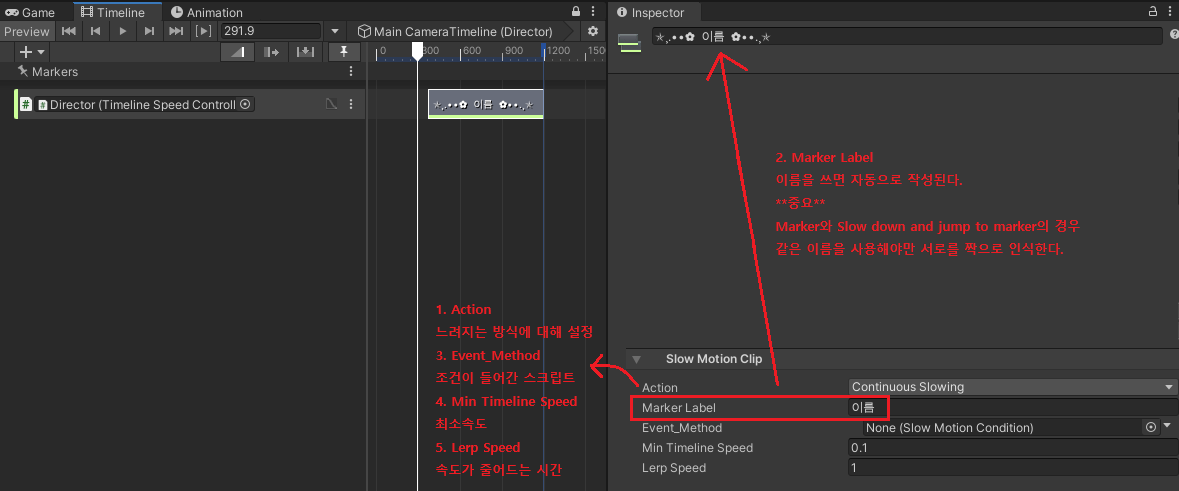 Game
Timeline
Animation
Inspector
Preview
291.9
Main CameraTimeline (Director)
0
300
600
900
1200
1500
Markers
Director (Timeline Speed Controll
✶¸.••✿ 이름 ✿••.¸✶
✶¸.••✿ 이름 ✿••.¸✶
2. Marker Label
이름을 쓰면 자동으로 작성된다.
**중요**
Marker와 Slow down and jump to marker의 경우
같은 이름을 사용해야만 서로를 짝으로 인식한다.
1. Action
느려지는 방식에 대해 설정
3. Event_Method
조건이 들어간 스크립트
4. Min Timeline Speed
최소속도
5. Lerp Speed
속도가 줄어드는 시간
Slow Motion Clip
Action
Continuous Slowing
Marker Label
이름
Event_Method
None (Slow Motion Condition)
Min Timeline Speed
0.1
Lerp Speed
1